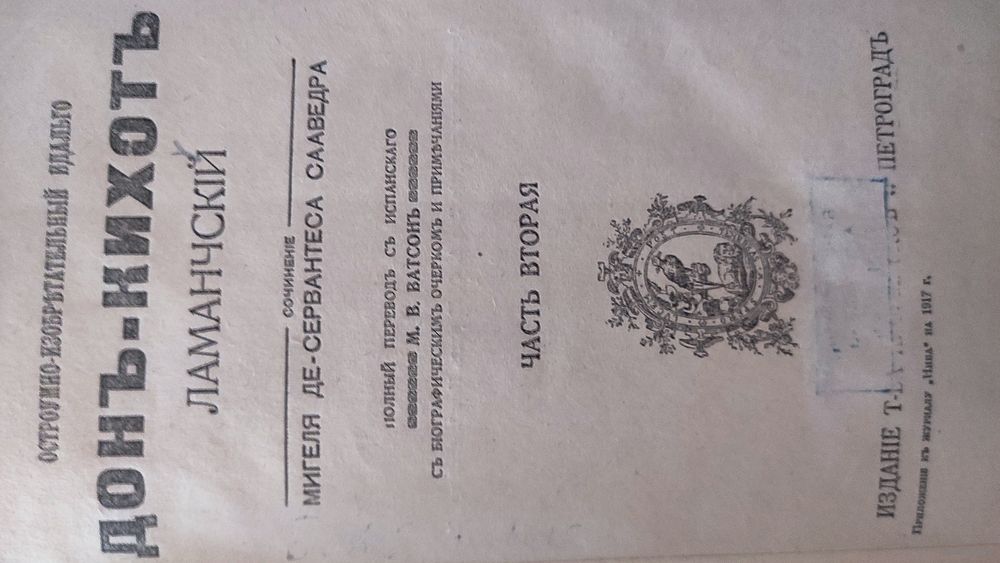 ОСТРОУМНО-ИЗОБРѢТАТЕЛЬНЫЙ ИДАЛЬГО
ДОНЪ-КИХОТЪ
ЛАМАНЧСКІЙ
СОЧИНЕНІЕ
МИГЕЛЯ ДЕ-СЕРВАНТЕСА СААВЕДРА
ПОЛНЫЙ ПЕРЕВОДЪ СЪ ИСПАНСКАГО
М. В. ВАТСОНЪ
СЪ БІОГРАФИЧЕСКИМЪ ОЧЕРКОМЪ И ПРИМѢЧАНІЯМИ
ЧАСТЬ ВТОРАЯ
ИЗДАНІЕ ПЕТРОГРАДЪ
Приложеніе къ журналу „Нива" на 1917 г.